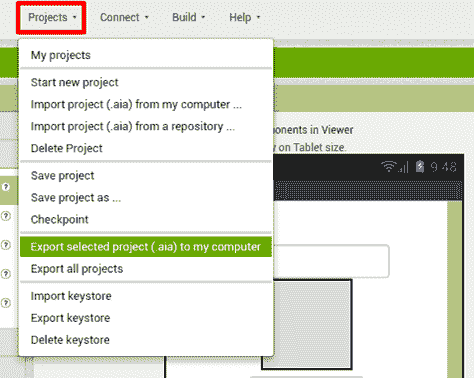 Projects Connect Build Help
My projects
Start new project
Import project (.aia) from my computer ...
Import project (.aia) from a repository ...
Delete Project
Save project
Save project as ...
Checkpoint
Export selected project (.aia) to my computer
Export all projects
Import keystore
Export keystore
Delete keystore
in Viewer
on Tablet size.
9:48
? 
?
?
?
?